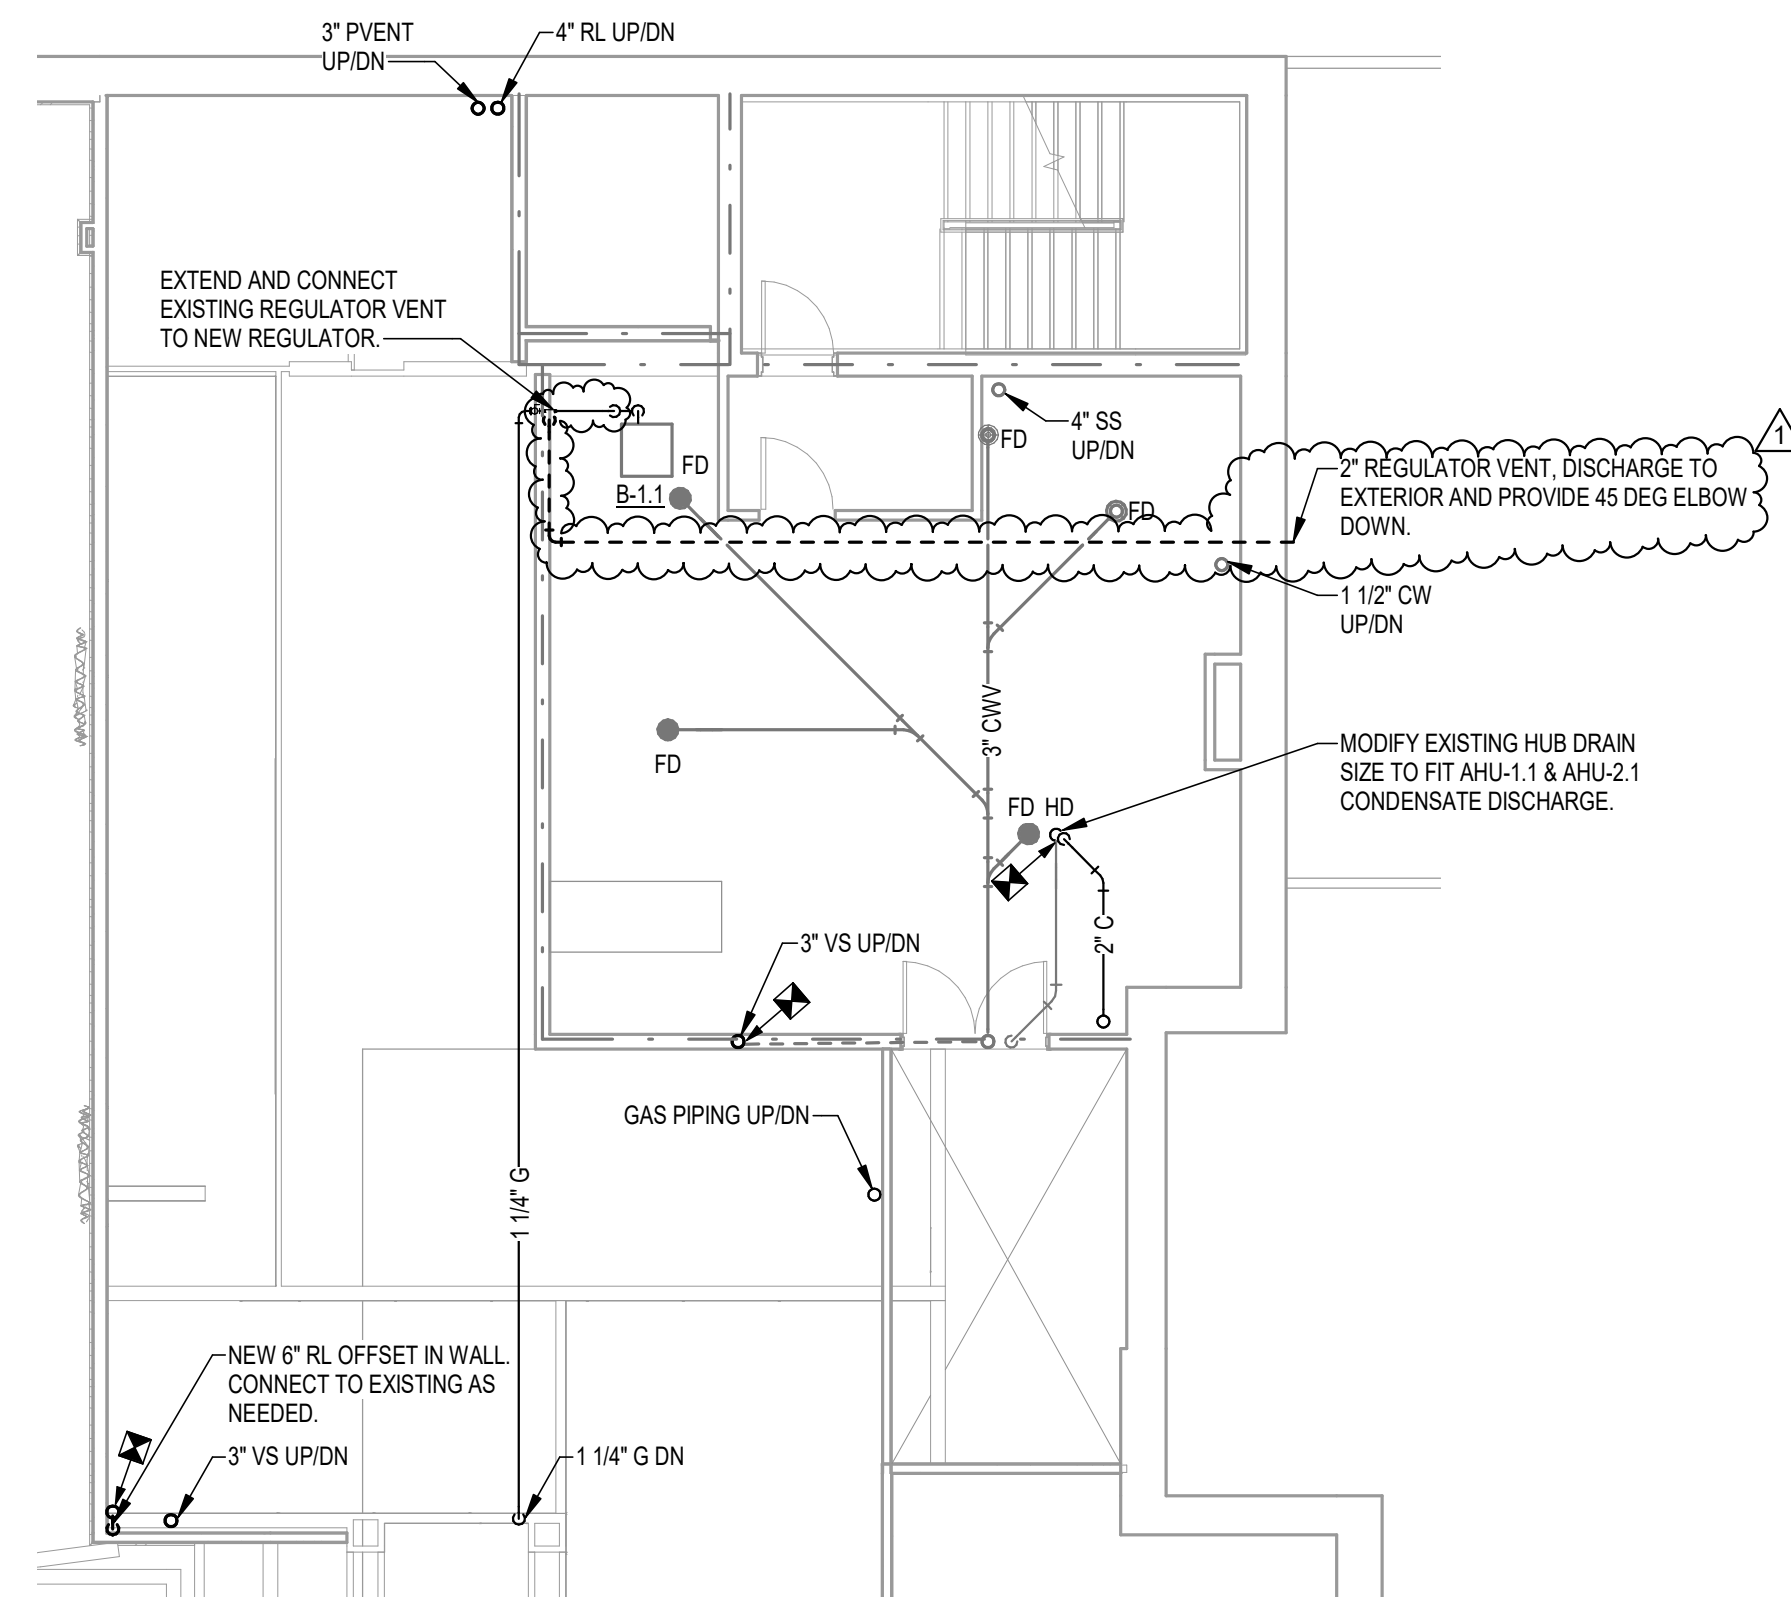 3" PVENT
UP/DN
4" RL UP/DN
EXTEND AND CONNECT
EXISTING REGULATOR VENT
TO NEW REGULATOR.
4" SS
UP/DN
FD
FD
B-1.1
FD
1
2" REGULATOR VENT, DISCHARGE TO
EXTERIOR AND PROVIDE 45 DEG ELBOW
DOWN.
1 1/2" CW
UP/DN
3" CWV
FD
MODIFY EXISTING HUB DRAIN
SIZE TO FIT AHU-1.1 & AHU-2.1
CONDENSATE DISCHARGE.
FD HD
2" C
3" VS UP/DN
GAS PIPING UP/DN
1 1/4" G
NEW 6" RL OFFSET IN WALL.
CONNECT TO EXISTING AS
NEEDED.
3" VS UP/DN
1 1/4" G DN